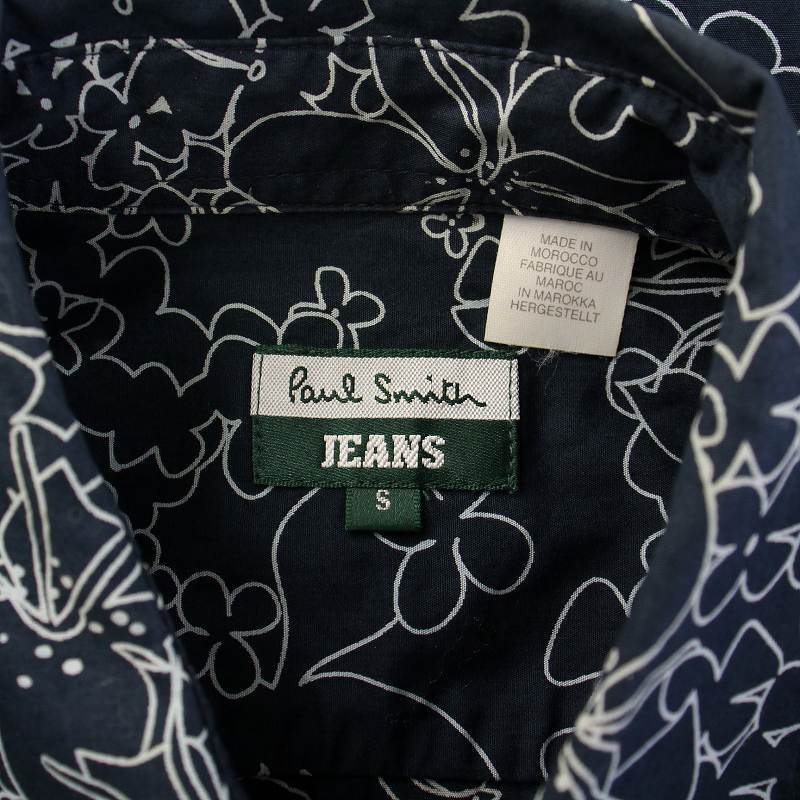 MADE IN
MOROCCO
FABRIQUE AU
MAROC
IN MAROKKA
HERGESTELLT
Paul Smith
JEANS
S